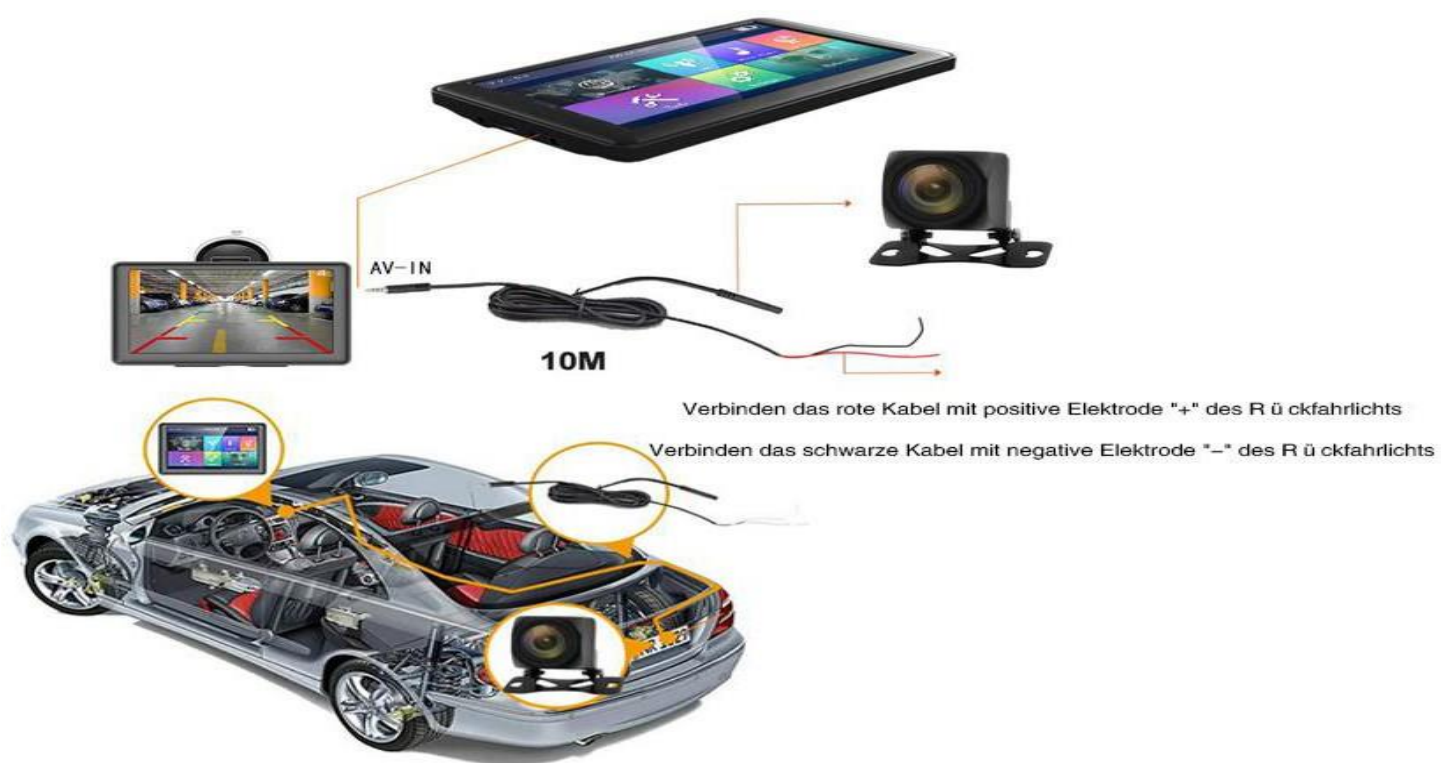 AV-IN
10M
Verbinden das rote Kabel mit positive Elektrode "+" des R ü ckfahrlichts
Verbinden das schwarze Kabel mit negative Elektrode "-" des R ü ckfahrlichts